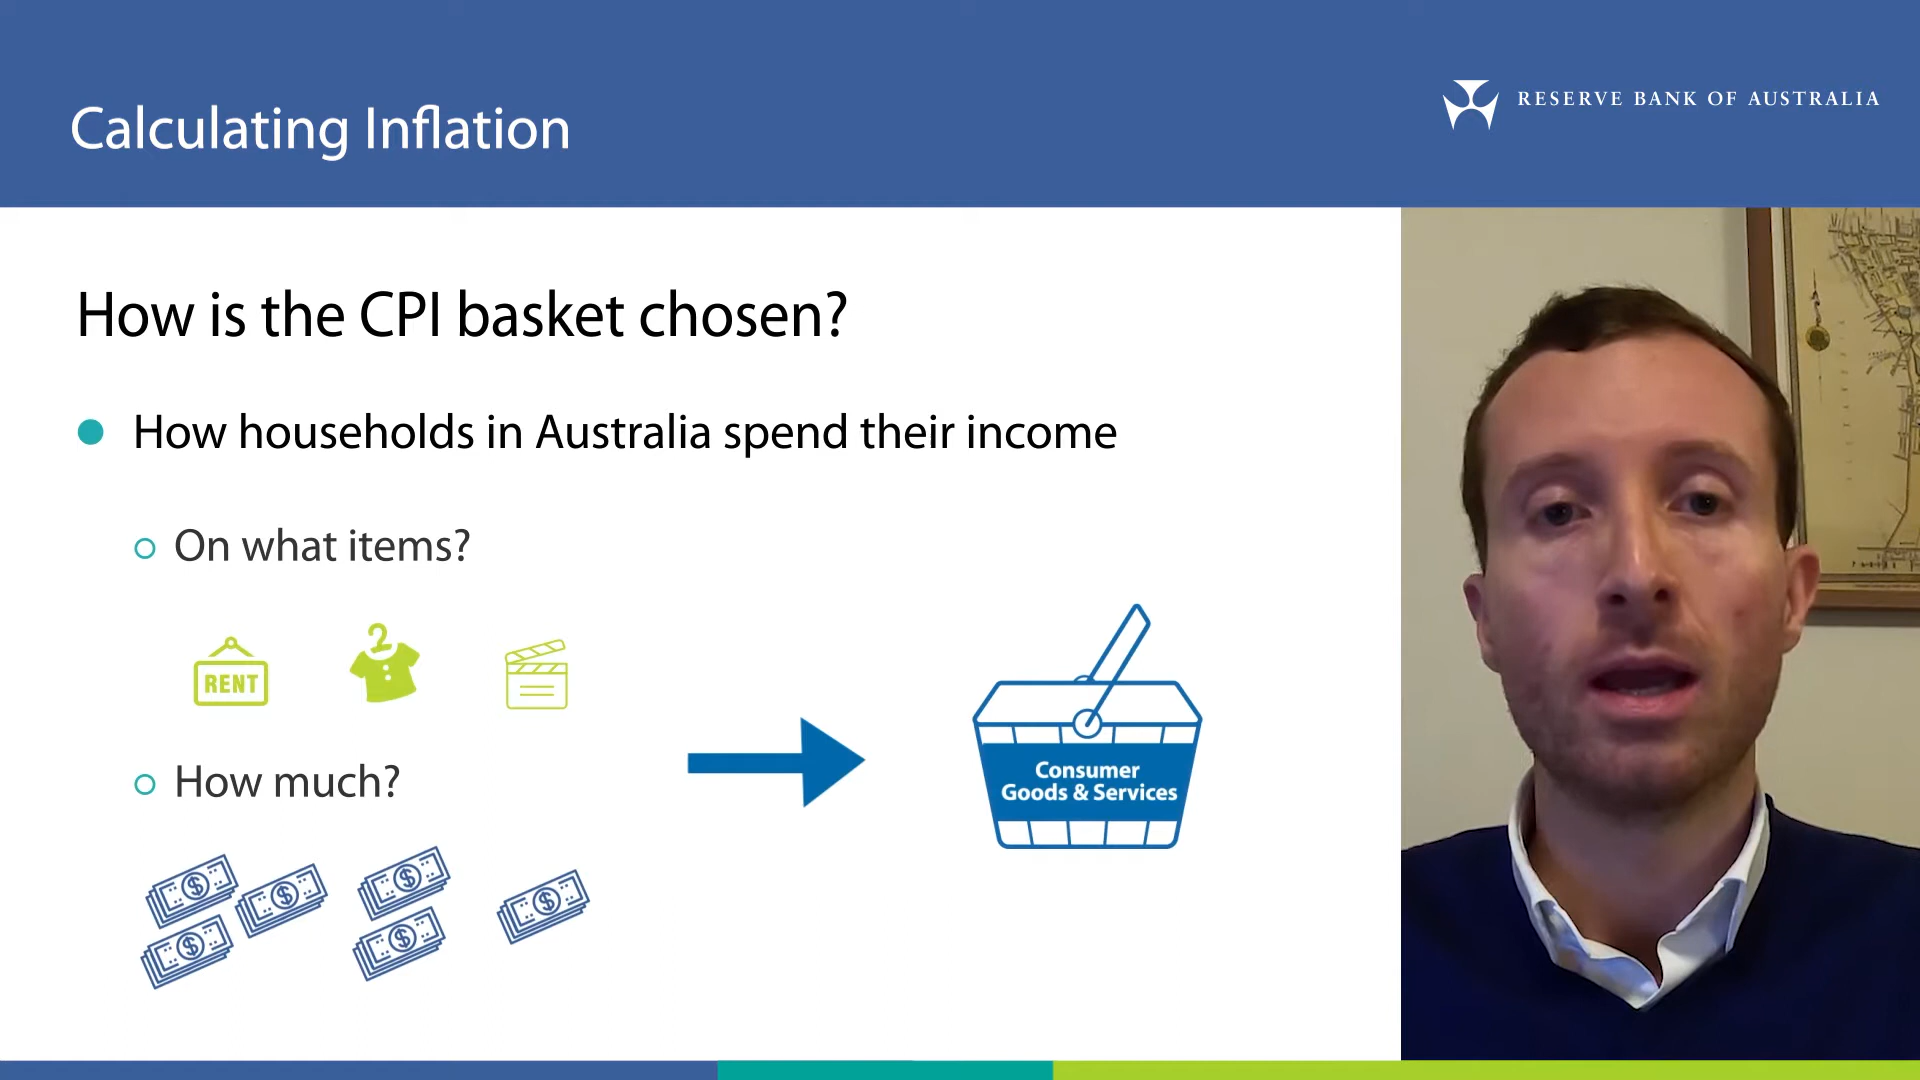 Calculating Inflation
RESERVE BANK OF AUSTRALIA
How is the CPI basket chosen?
How households in Australia spend their income
On what items?
RENT
How much?
Consumer
Goods & Services